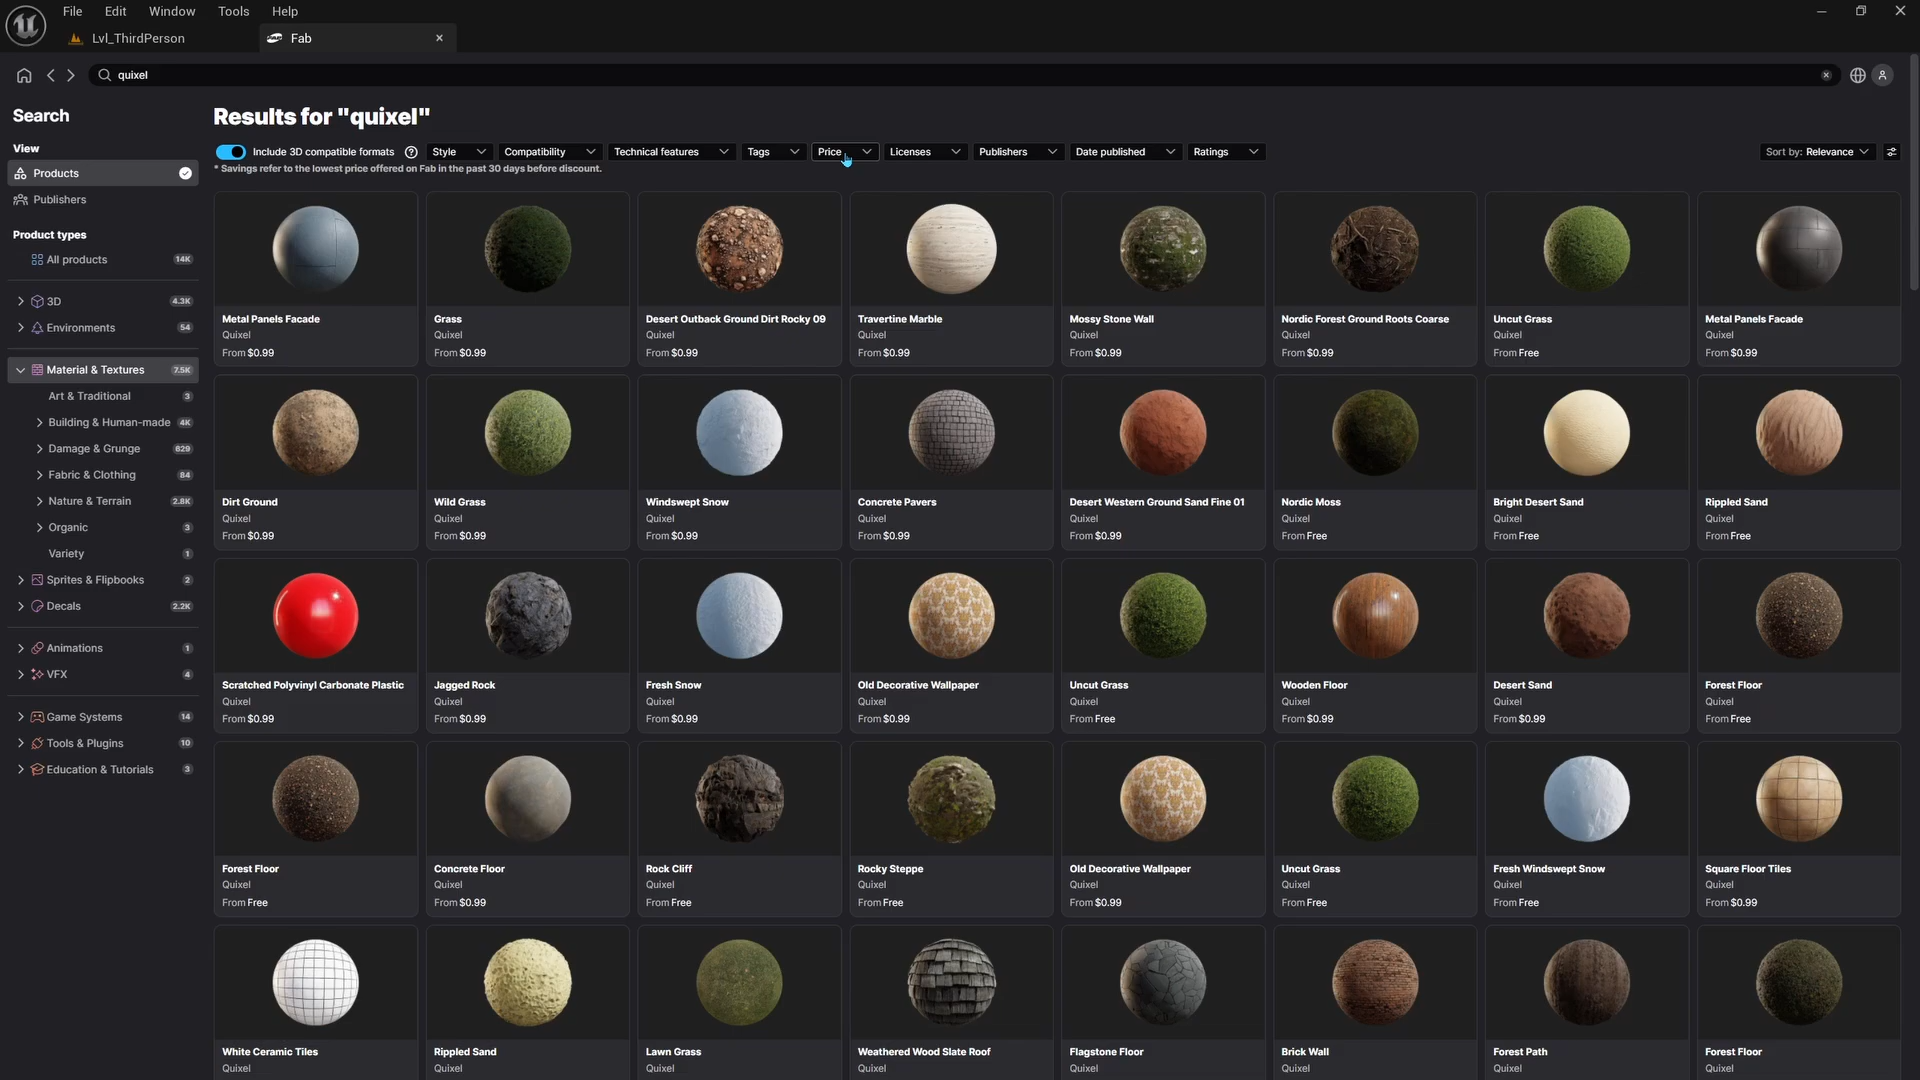 File Edit Window Tools Help
Lvl_ThirdPerson Fab
quixel
Search
View
Products
Publishers
Product types
All products 14K
3D 4.3K
Environments 54
Material & Textures 7.5K
Art & Traditional 3
Building & Human-made 4K
Damage & Grunge 629
Fabric & Clothing 84
Nature & Terrain 2.8K
Organic 3
Variety 1
Sprites & Flipbooks 2
Decals 2.2K
Animations 1
VFX 4
Game Systems 14
Tools & Plugins 10
Education & Tutorials 3
Results for "quixel"
Include 3D compatible formats Style Compatibility Technical features Tags Price Licenses Publishers Date published Ratings Sort by: Relevance
* Savings refer to the lowest price offered on Fab in the past 30 days before discount.
Metal Panels Facade Grass Desert Outback Ground Dirt Rocky 09 Travertine Marble Mossy Stone Wall Nordic Forest Ground Roots Coarse Uncut Grass Metal Panels Facade
Quixel Quixel Quixel Quixel Quixel Quixel Quixel Quixel
From $0.99 From $0.99 From $0.99 From $0.99 From $0.99 From $0.99 From Free From $0.99
Dirt Ground Wild Grass Windswept Snow Concrete Pavers Desert Western Ground Sand Fine 01 Nordic Moss Bright Desert Sand Rippled Sand
Quixel Quixel Quixel Quixel Quixel Quixel Quixel Quixel
From $0.99 From $0.99 From $0.99 From $0.99 From $0.99 From Free From Free From Free
Scratched Polyvinyl Carbonate Plastic Jagged Rock Fresh Snow Old Decorative Wallpaper Uncut Grass Wooden Floor Desert Sand Forest Floor
Quixel Quixel Quixel Quixel Quixel Quixel Quixel Quixel
From $0.99 From $0.99 From $0.99 From $0.99 From Free From $0.99 From $0.99 From Free
Forest Floor Concrete Floor Rock Cliff Rocky Steppe Old Decorative Wallpaper Uncut Grass Fresh Windswept Snow Square Floor Tiles
Quixel Quixel Quixel Quixel Quixel Quixel Quixel Quixel
From Free From $0.99 From Free From Free From $0.99 From Free From Free From $0.99
White Ceramic Tiles Rippled Sand Lawn Grass Weathered Wood Slate Roof Flagstone Floor Brick Wall Forest Path Forest Floor
Quixel Quixel Quixel Quixel Quixel Quixel Quixel Quixel